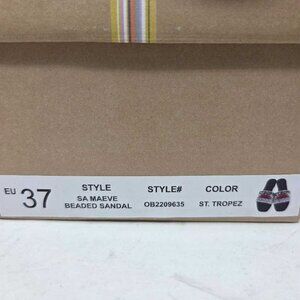 EU 37
STYLE STYLE# COLOR
SA MAEVE
BEADED SANDAL OB2209635 ST. TROPEZ